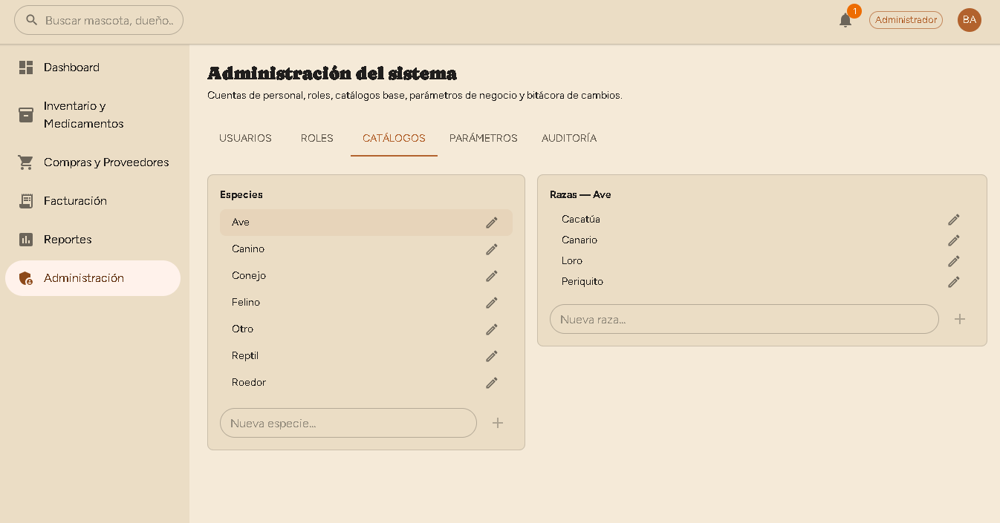 Buscar mascota, dueño..
1
Administrador
BA
Dashboard
Inventario y
Medicamentos
Compras y Proveedores
Facturación
Reportes
Administración
Administración del sistema
Cuentas de personal, roles, catálogos base, parámetros de negocio y bitácora de cambios.
USUARIOS
ROLES
CATÁLOGOS
PARÁMETROS
AUDITORÍA
Especies
Ave
Canino
Conejo
Felino
Otro
Reptil
Roedor
Nueva especie...
Razas — Ave
Cacatúa
Canario
Loro
Periquito
Nueva raza...